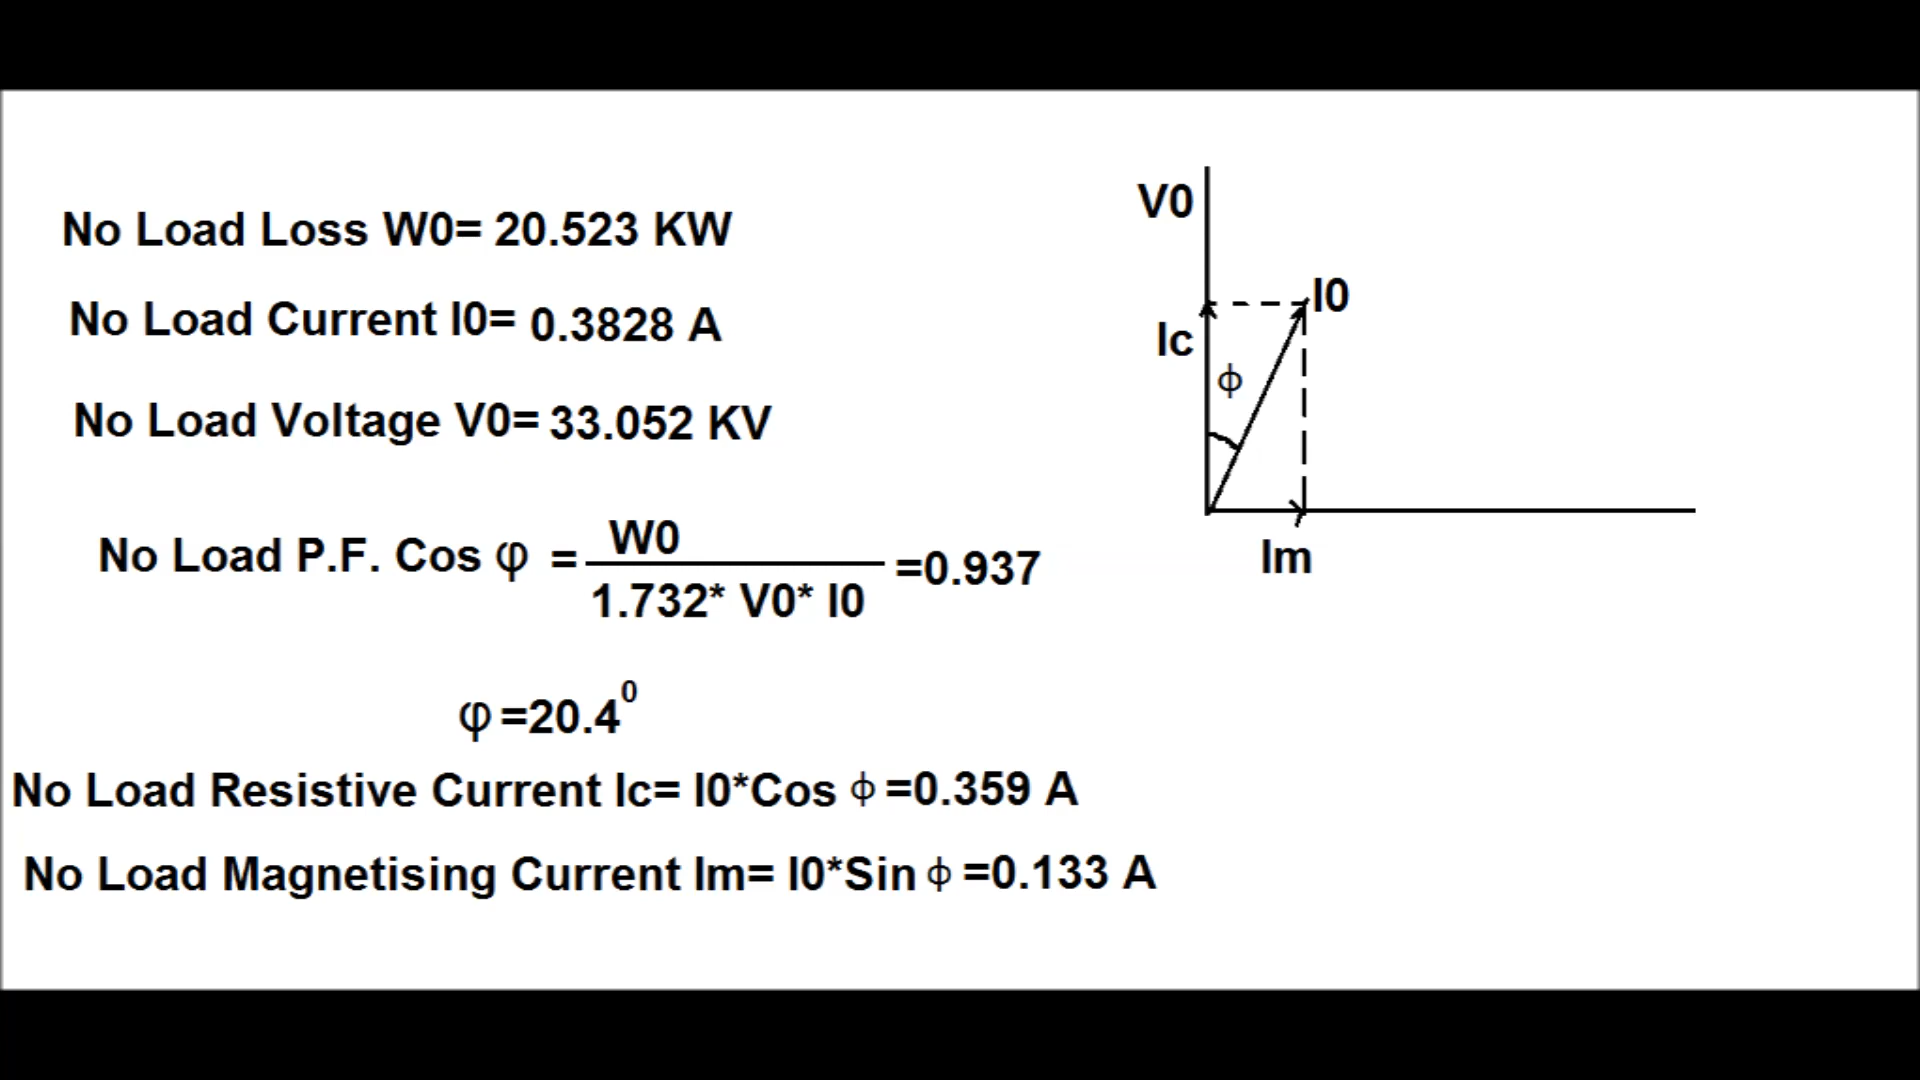 No Load Loss W0= 20.523 KW
No Load Current I0= 0.3828 A
No Load Voltage V0= 33.052 KV
No Load P.F. Cos φ = W0
1.732* V0* I0
=0.937
φ =20.4⁰
No Load Resistive Current Ic= I0*Cos ϕ =0.359 A
No Load Magnetising Current Im= I0*Sin ϕ =0.133 A
V0
I0
Ic
ϕ
Im